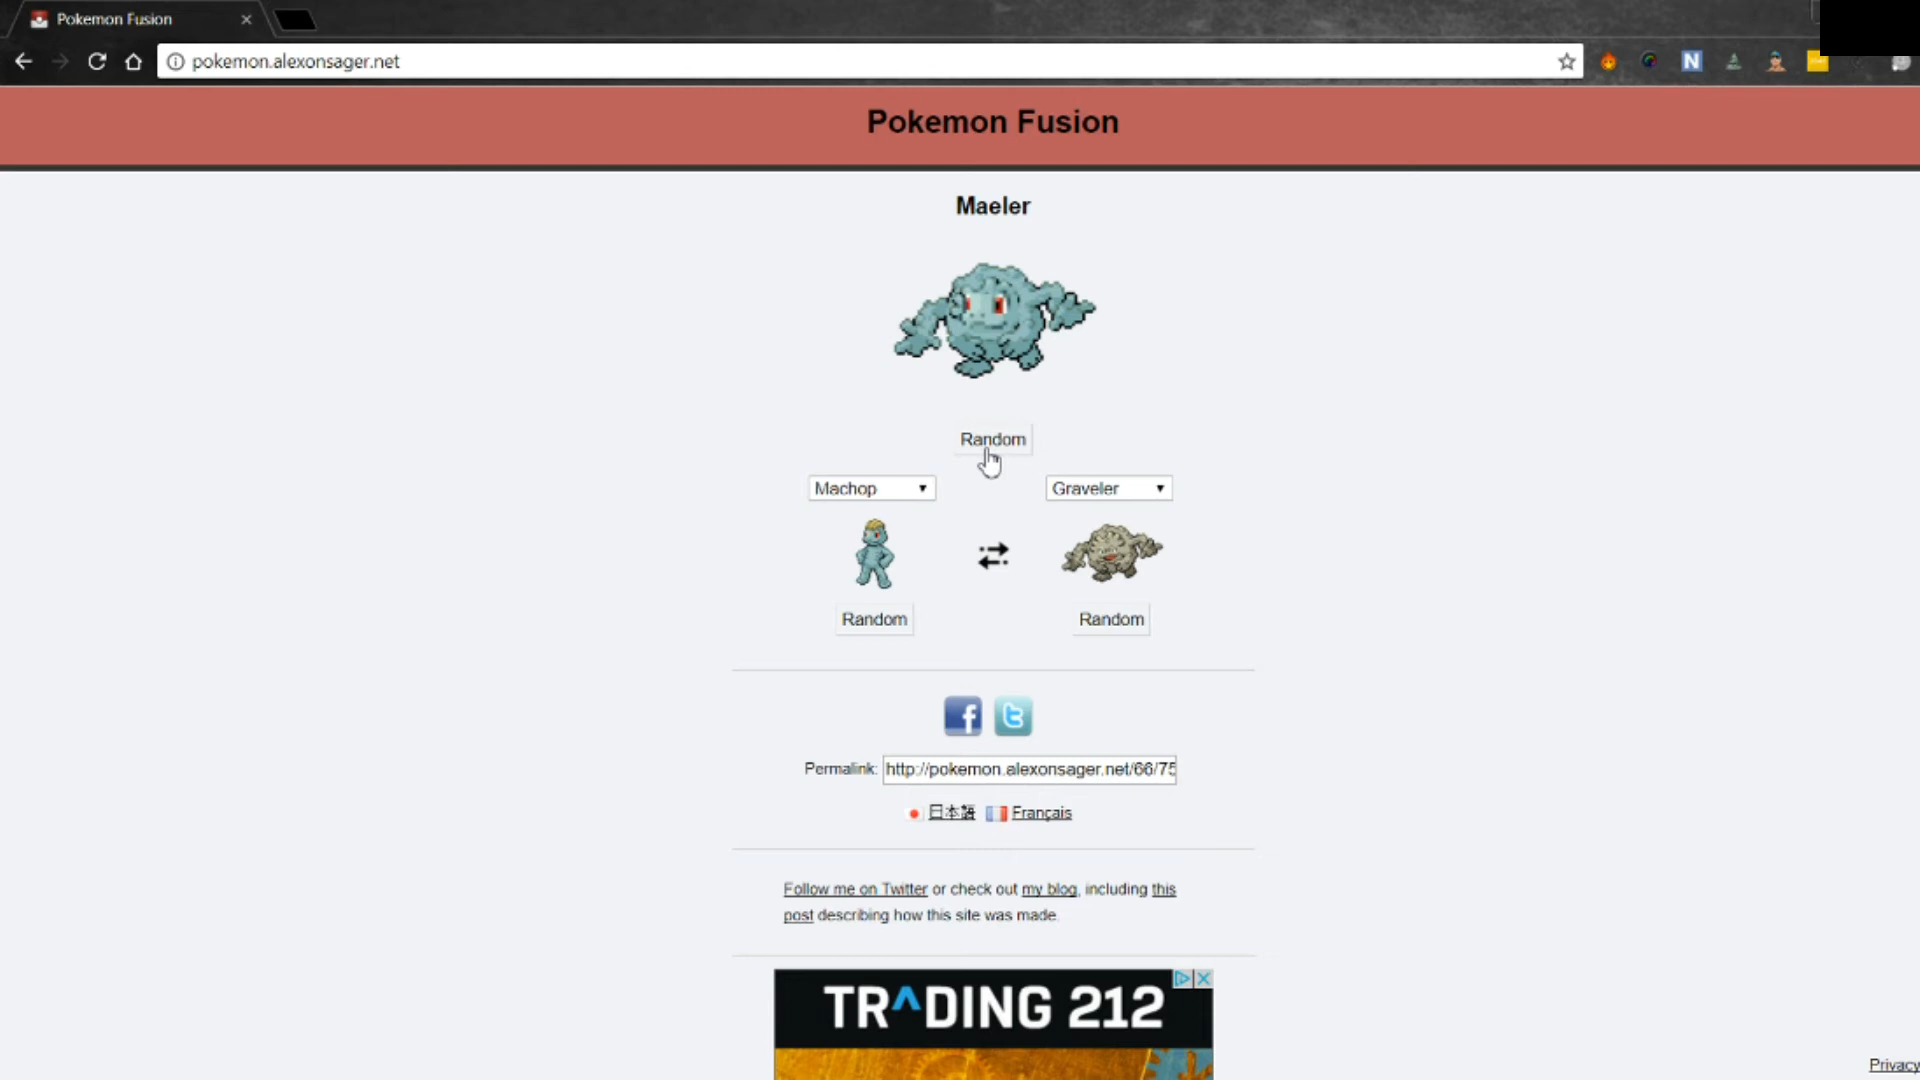 Pokemon Fusion
pokemon.alexonsager.net
N
Pokemon Fusion
Maeler
Random
Machop
Graveler
Random
Random
Permalink: http://pokemon.alexonsager.net/66/75
日本語 Français
Follow me on Twitter or check out my blog, including this
post describing how this site was made.
TRADING 212
Privacy